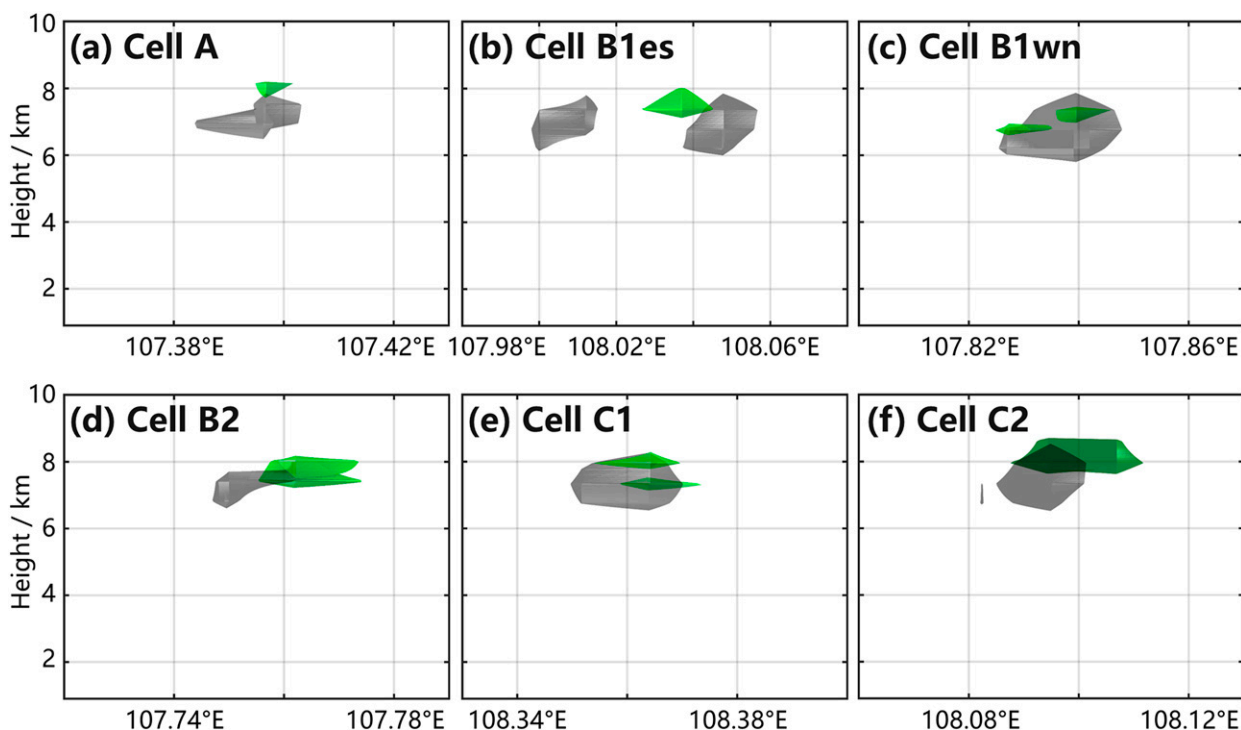 (a) Cell A
(b) Cell B1es
(c) Cell B1wn
Height / km
10
8
6
4
2
107.38°E
107.42°E
107.98°E
108.02°E
108.06°E
107.82°E
107.86°E
(d) Cell B2
(e) Cell C1
(f) Cell C2
Height / km
10
8
6
4
2
107.74°E
107.78°E
108.34°E
108.38°E
108.08°E
108.12°E